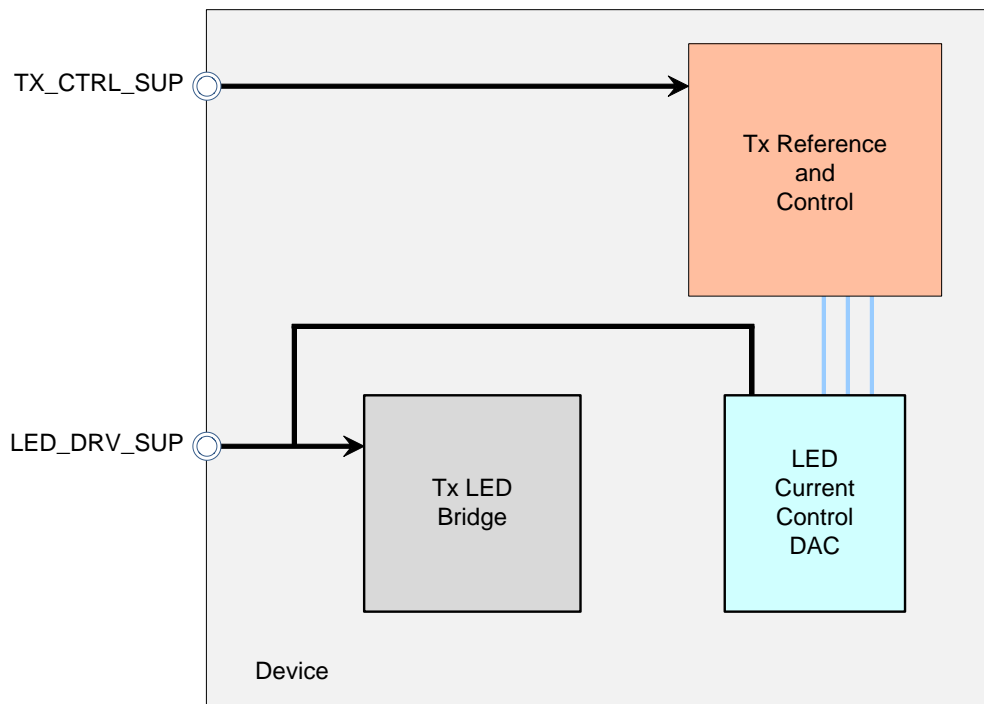 TX_CTRL_SUP
Tx Reference
and
Control
LED_DRV_SUP
Tx LED
Bridge
LED
Current
Control
DAC
Device